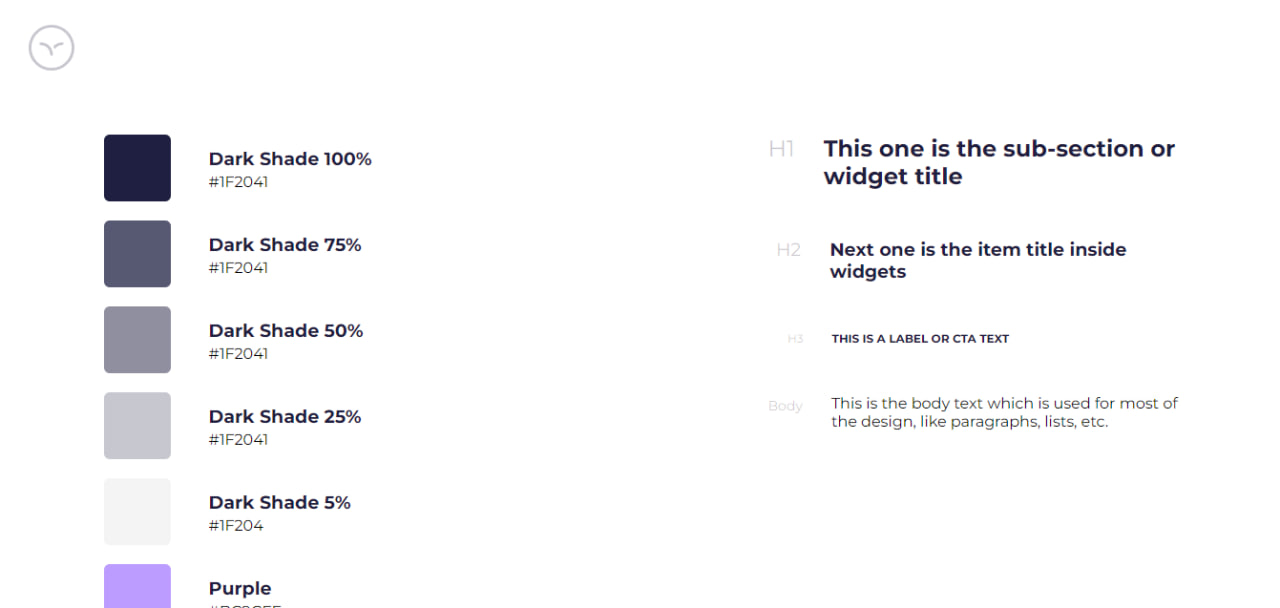 Dark Shade 100%
#1F2041
Dark Shade 75%
#1F2041
Dark Shade 50%
#1F2041
Dark Shade 25%
#1F2041
Dark Shade 5%
#1F204
Purple
H1
This one is the sub-section or
widget title
H2
Next one is the item title inside
widgets
H3
THIS IS A LABEL OR CTA TEXT
Body
This is the body text which is used for most of
the design, like paragraphs, lists, etc.